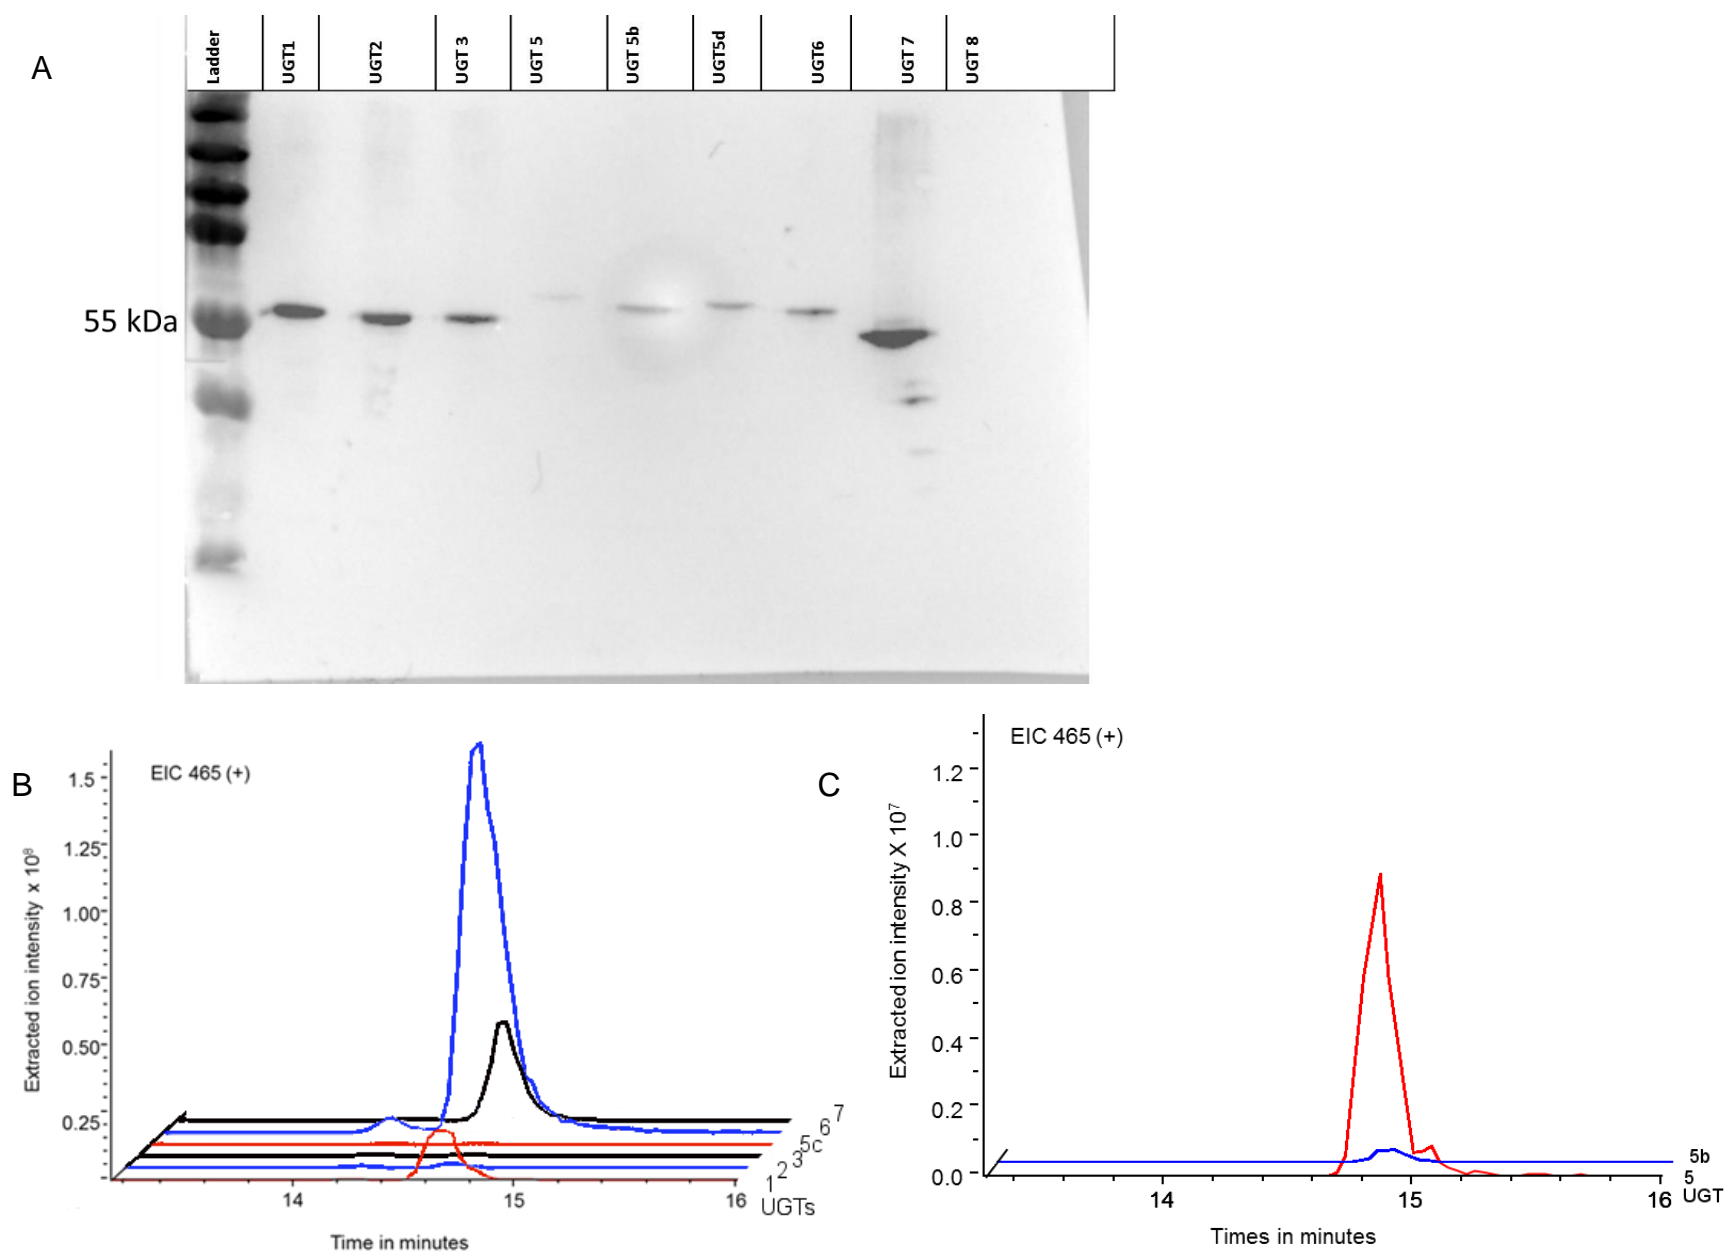 A
Ladder
UGT1
UGT2
UGT 3
UGT 5
UGT 5b
UGT5d
UGT6
UGT 7
UGT 8
55 kDa
B
EIC 465 (+)
Extracted ion intensity x 10⁸
1.5
1.25
1.00
0.75
0.50
0.25
14
15
16
1
2
3
5c
6
7
UGTs
Time in minutes
C
EIC 465 (+)
Extracted ion intensity X 10⁷
1.2
1.0
0.8
0.6
0.4
0.2
0.0
14
15
16
5b
5
UGT
Times in minutes